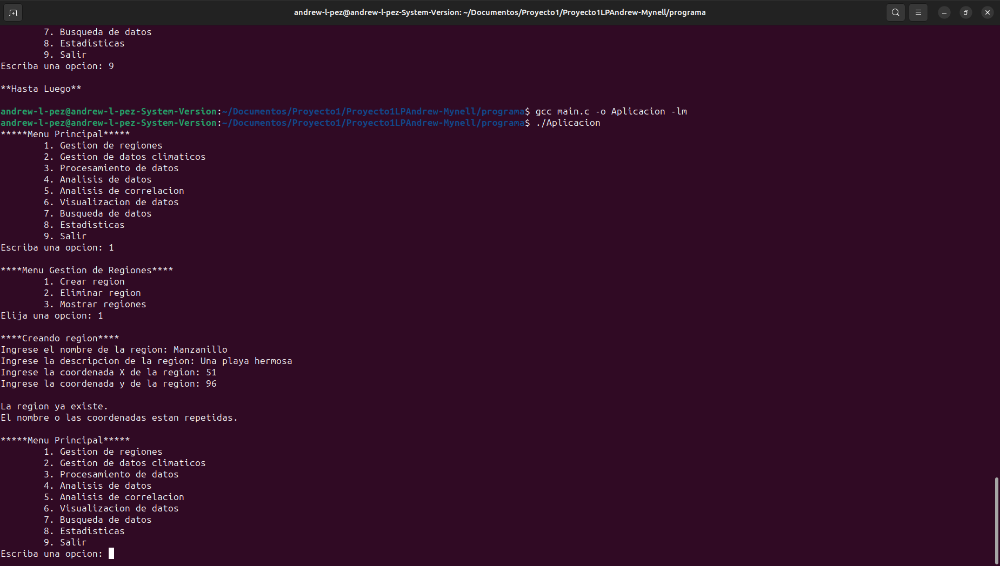 andrew-l-pez@andrew-l-pez-System-Version: ~/Documentos/Proyecto1/Proyecto1LPAndrew-Mynell/programa
7. Busqueda de datos
8. Estadisticas
9. Salir
Escriba una opcion: 9
**Hasta Luego**
andrew-l-pez@andrew-l-pez-System-Version:~/Documentos/Proyecto1/Proyecto1LPAndrew-Mynell/programa$ gcc main.c -o Aplicacion -lm
andrew-l-pez@andrew-l-pez-System-Version:~/Documentos/Proyecto1/Proyecto1LPAndrew-Mynell/programa$ ./Aplicacion
*****Menu Principal*****
1. Gestion de regiones
2. Gestion de datos climaticos
3. Procesamiento de datos
4. Analisis de datos
5. Analisis de correlacion
6. Visualizacion de datos
7. Busqueda de datos
8. Estadisticas
9. Salir
Escriba una opcion: 1
****Menu Gestion de Regiones****
1. Crear region
2. Eliminar region
3. Mostrar regiones
Elija una opcion: 1
****Creando region****
Ingrese el nombre de la region: Manzanillo
Ingrese la descripcion de la region: Una playa hermosa
Ingrese la coordenada X de la region: 51
Ingrese la coordenada y de la region: 96
La region ya existe.
El nombre o las coordenadas estan repetidas.
*****Menu Principal*****
1. Gestion de regiones
2. Gestion de datos climaticos
3. Procesamiento de datos
4. Analisis de datos
5. Analisis de correlacion
6. Visualizacion de datos
7. Busqueda de datos
8. Estadisticas
9. Salir
Escriba una opcion: